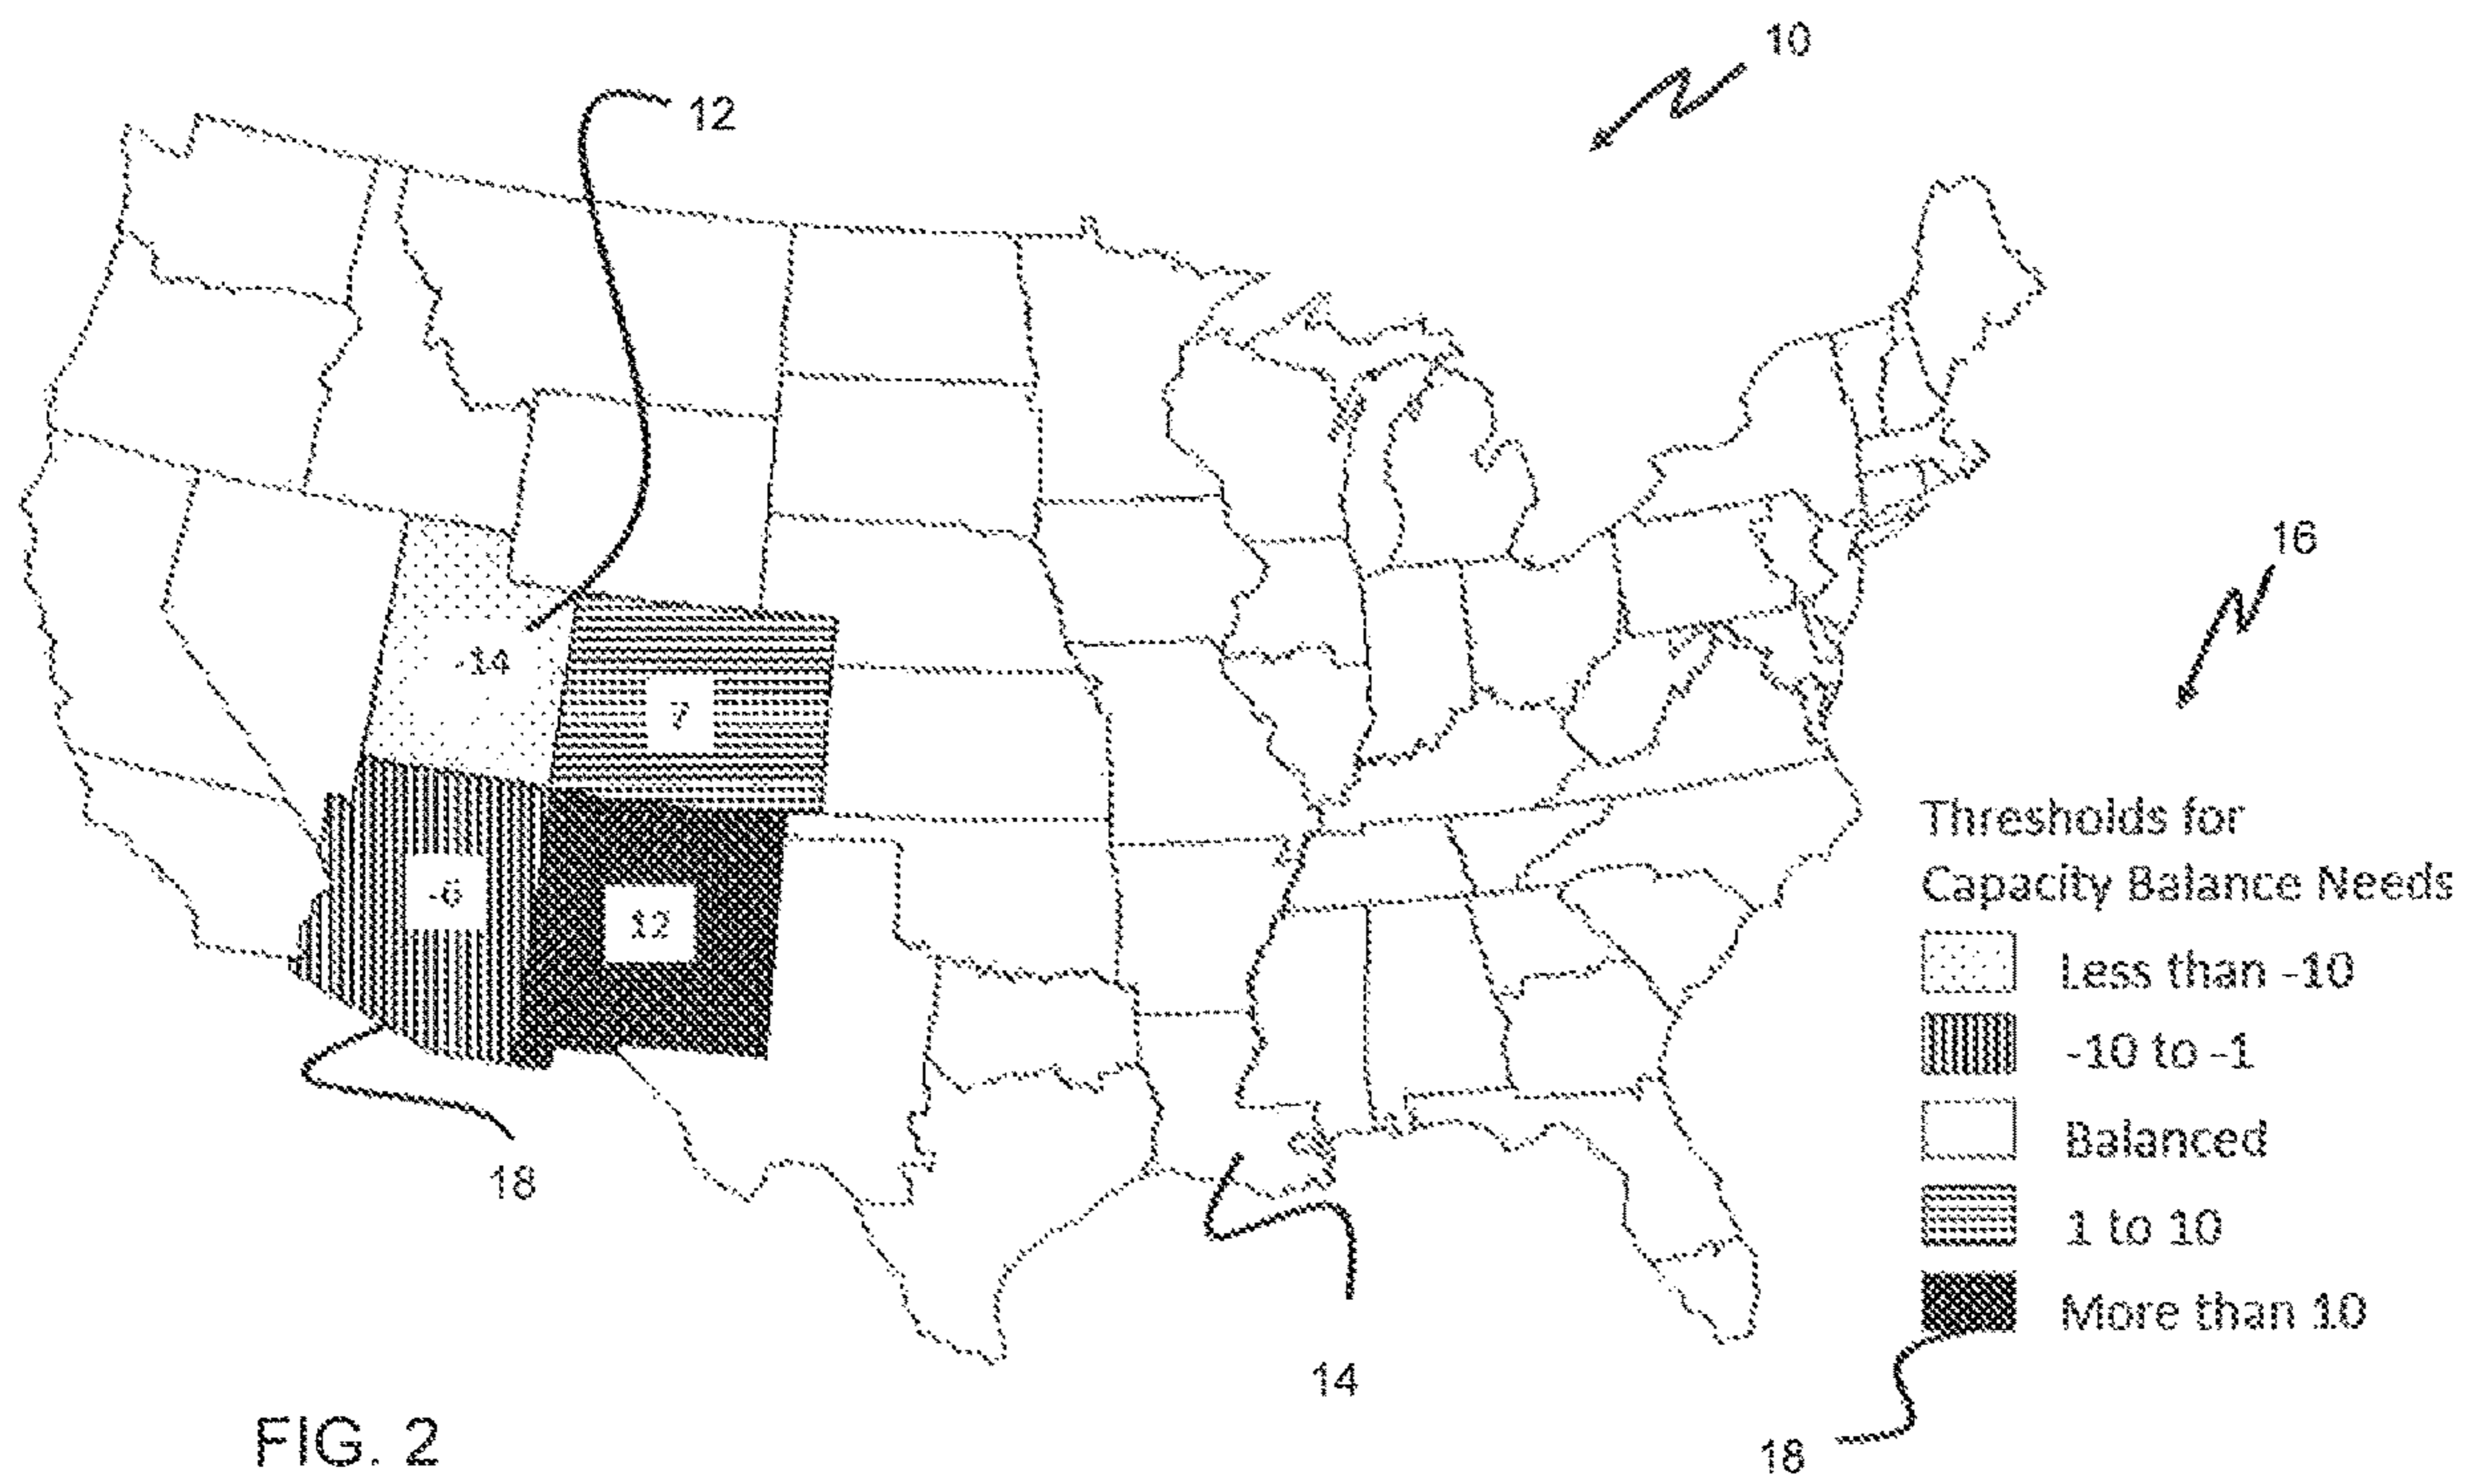 10
12
16
-14
7
Thresholds for
Capacity Balance Needs
-6
12
Less than -10
-10 to -1
Balanced
18
1 to 10
More than 10
14
FIG. 2
18